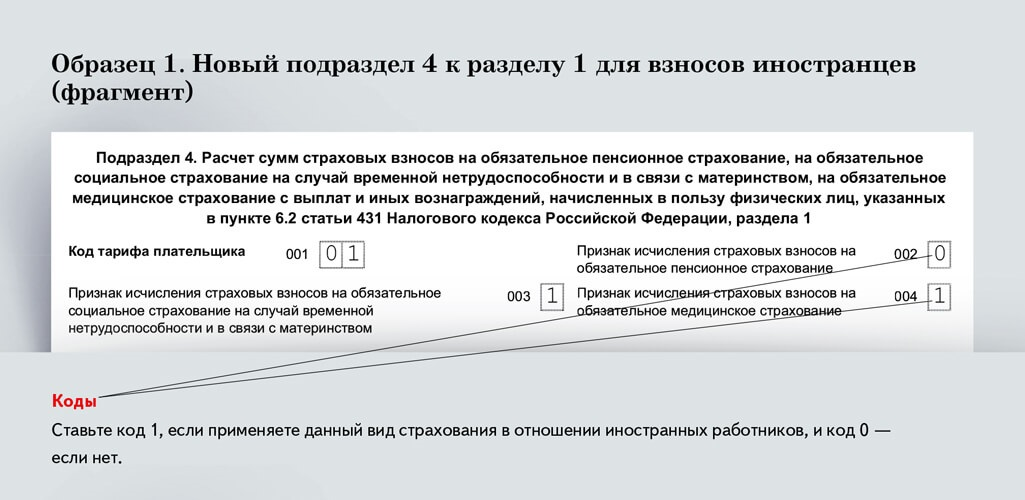 Образец 1. Новый подраздел 4 к разделу 1 для взносов иностранцев
(фрагмент)
Подраздел 4. Расчет сумм страховых взносов на обязательное пенсионное страхование, на обязательное
социальное страхование на случай временной нетрудоспособности и в связи с материнством, на обязательное
медицинское страхование с выплат и иных вознаграждений, начисленных в пользу физических лиц, указанных
в пункте 6.2 статьи 431 Налогового кодекса Российской Федерации, раздела 1
Код тарифа плательщика 001 01
Признак исчисления страховых взносов на
обязательное пенсионное страхование 002 0
Признак исчисления страховых взносов на обязательное
социальное страхование на случай временной
нетрудоспособности и в связи с материнством 003 1
Признак исчисления страховых взносов на
обязательное медицинское страхование 004 1
Коды
Ставьте код 1, если применяете данный вид страхования в отношении иностранных работников, и код 0 —
если нет.